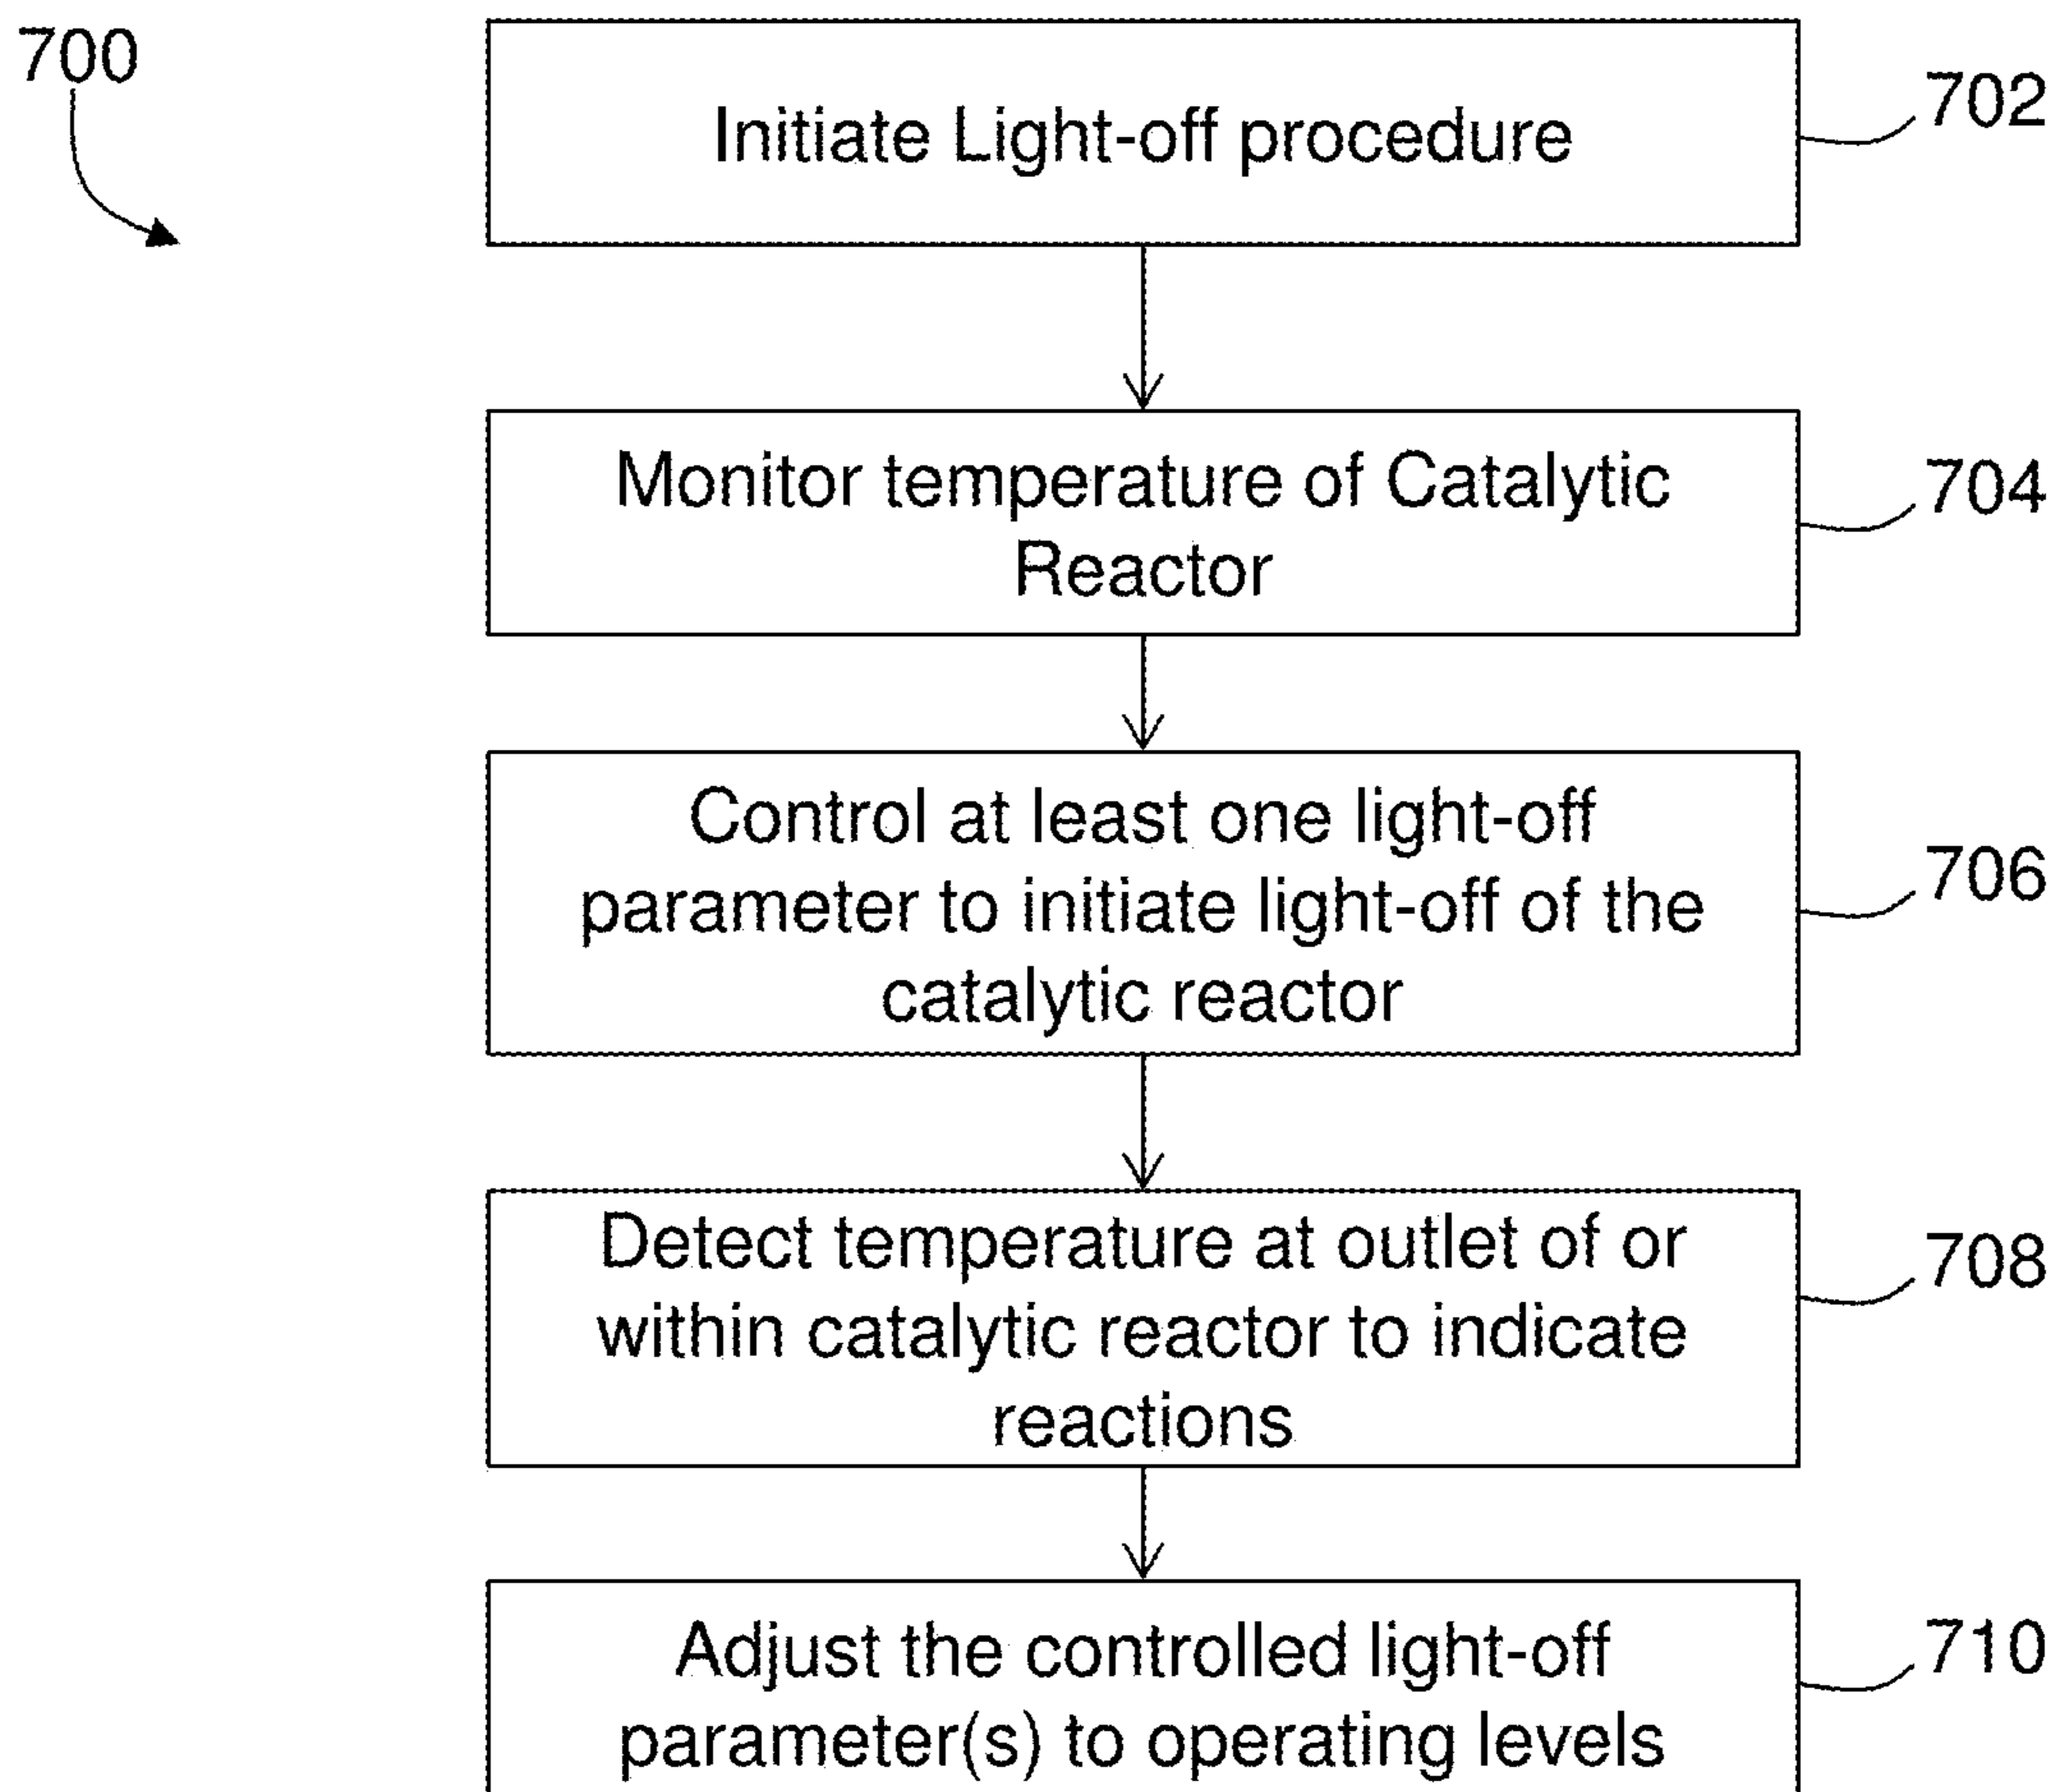 700
Initiate Light-off procedure
702
Monitor temperature of Catalytic
Reactor
704
Control at least one light-off
parameter to initiate light-off of the
catalytic reactor
706
Detect temperature at outlet of or
within catalytic reactor to indicate
reactions
708
Adjust the controlled light-off
parameter(s) to operating levels
710